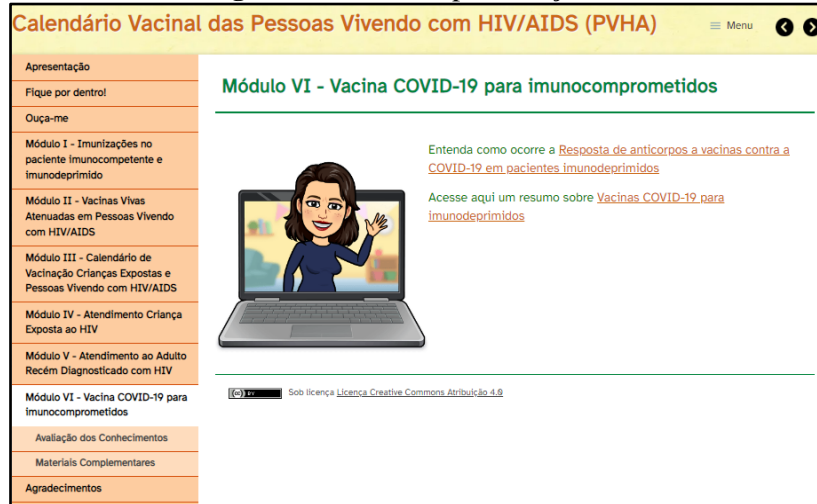 Calendário Vacinal das Pessoas Vivendo com HIV/AIDS (PVHA)
Menu
Apresentação
Fique por dentro!
Ouça-me
Módulo I - Imunizações no
paciente imunocompetente e
imunodeprimido
Módulo II - Vacinas Vivas
Atenuadas em Pessoas Vivendo
com HIV/AIDS
Módulo III - Calendário de
Vacinação Crianças Expostas e
Pessoas Vivendo com HIV/AIDS
Módulo IV - Atendimento Criança
Exposta ao HIV
Módulo V - Atendimento ao Adulto
Recém Diagnosticado com HIV
Módulo VI - Vacina COVID-19 para
imunocomprometidos
Avaliação dos Conhecimentos
Materiais Complementares
Agradecimentos
Módulo VI - Vacina COVID-19 para imunocomprometidos
Entenda como ocorre a Resposta de anticorpos a vacinas contra a
COVID-19 em pacientes imunodeprimidos
Acesse aqui um resumo sobre Vacinas COVID-19 para
imunodeprimidos
(cc) BY
Sob licença Licença Creative Commons Atribuição 4.0